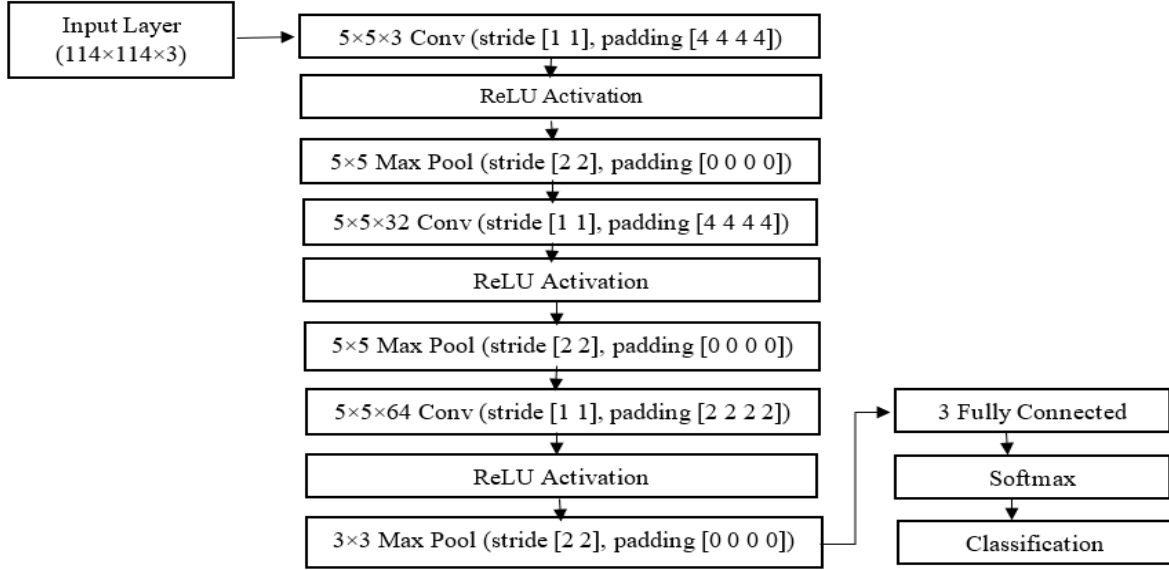 Input Layer
(114×114×3)
5×5×3 Conv (stride [1 1], padding [4 4 4 4])
ReLU Activation
5×5 Max Pool (stride [2 2], padding [0 0 0 0])
5×5×32 Conv (stride [1 1], padding [4 4 4 4])
ReLU Activation
5×5 Max Pool (stride [2 2], padding [0 0 0 0])
5×5×64 Conv (stride [1 1], padding [2 2 2 2])
ReLU Activation
3×3 Max Pool (stride [2 2], padding [0 0 0 0])
3 Fully Connected
Softmax
Classification